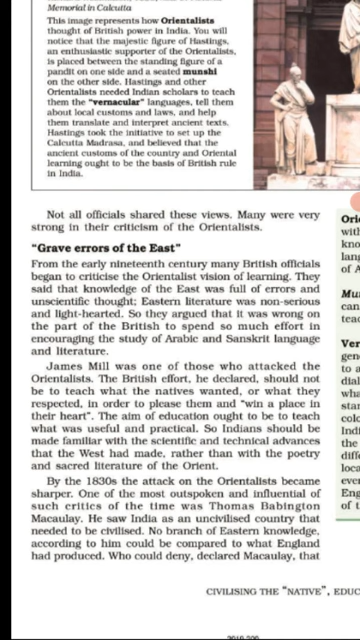 Memorial in Calcutta
This image represents how Orientalists
thought of British power in India. You will
notice that the majestic figure of Hastings,
an enthusiastic supporter of the Orientalists,
is placed between the standing figure of a
pandit on one side and a seated munshi
on the other side. Hastings and other
Orientalists needed Indian scholars to teach
them the "vernacular" languages, tell them
about local customs and laws, and help
them translate and interpret ancient texts.
Hastings took the initiative to set up the
Calcutta Madrasa, and believed that the
ancient customs of the country and Oriental
learning ought to be the basis of British rule
in India.
Not all officials shared these views. Many were very
strong in their criticism of the Orientalists.
"Grave errors of the East"
From the early nineteenth century many British officials
began to criticise the Orientalist vision of learning. They
said that knowledge of the East was full of errors and
unscientific thought; Eastern literature was non-serious
and light-hearted. So they argued that it was wrong on
the part of the British to spend so much effort in
encouraging the study of Arabic and Sanskrit language
and literature.
James Mill was one of those who attacked the
Orientalists. The British effort, he declared, should not
be to teach what the natives wanted, or what they
respected, in order to please them and "win a place in
their heart". The aim of education ought to be to teach
what was useful and practical. So Indians should be
made familiar with the scientific and technical advances
that the West had made, rather than with the poetry
and sacred literature of the Orient.
By the 1830s the attack on the Orientalists became
sharper. One of the most outspoken and influential of
such critics of the time was Thomas Babington
Macaulay. He saw India as an uncivilised country that
needed to be civilised. No branch of Eastern knowledge,
according to him could be compared to what England
had produced. Who could deny, declared Macaulay, that
Ori
with
kno
lang
of A
Mu
can
teac
Ver
gen
to a
dial
wha
stan
colo
Indi
the
diffe
loca
ever
Eng
of t
CIVILISING THE "NATIVE", EDUC